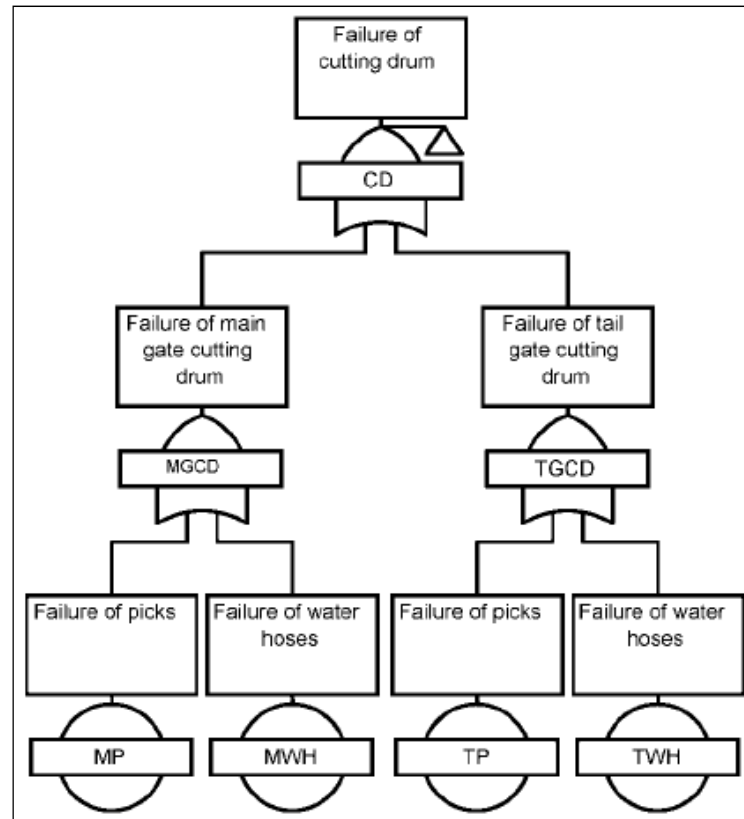 Failure of
cutting drum
CD
Failure of main
gate cutting
drum
Failure of tail
gate cutting
drum
MGCD
TGCD
Failure of picks
Failure of water
hoses
Failure of picks
Failure of water
hoses
MP
MWH
TP
TWH